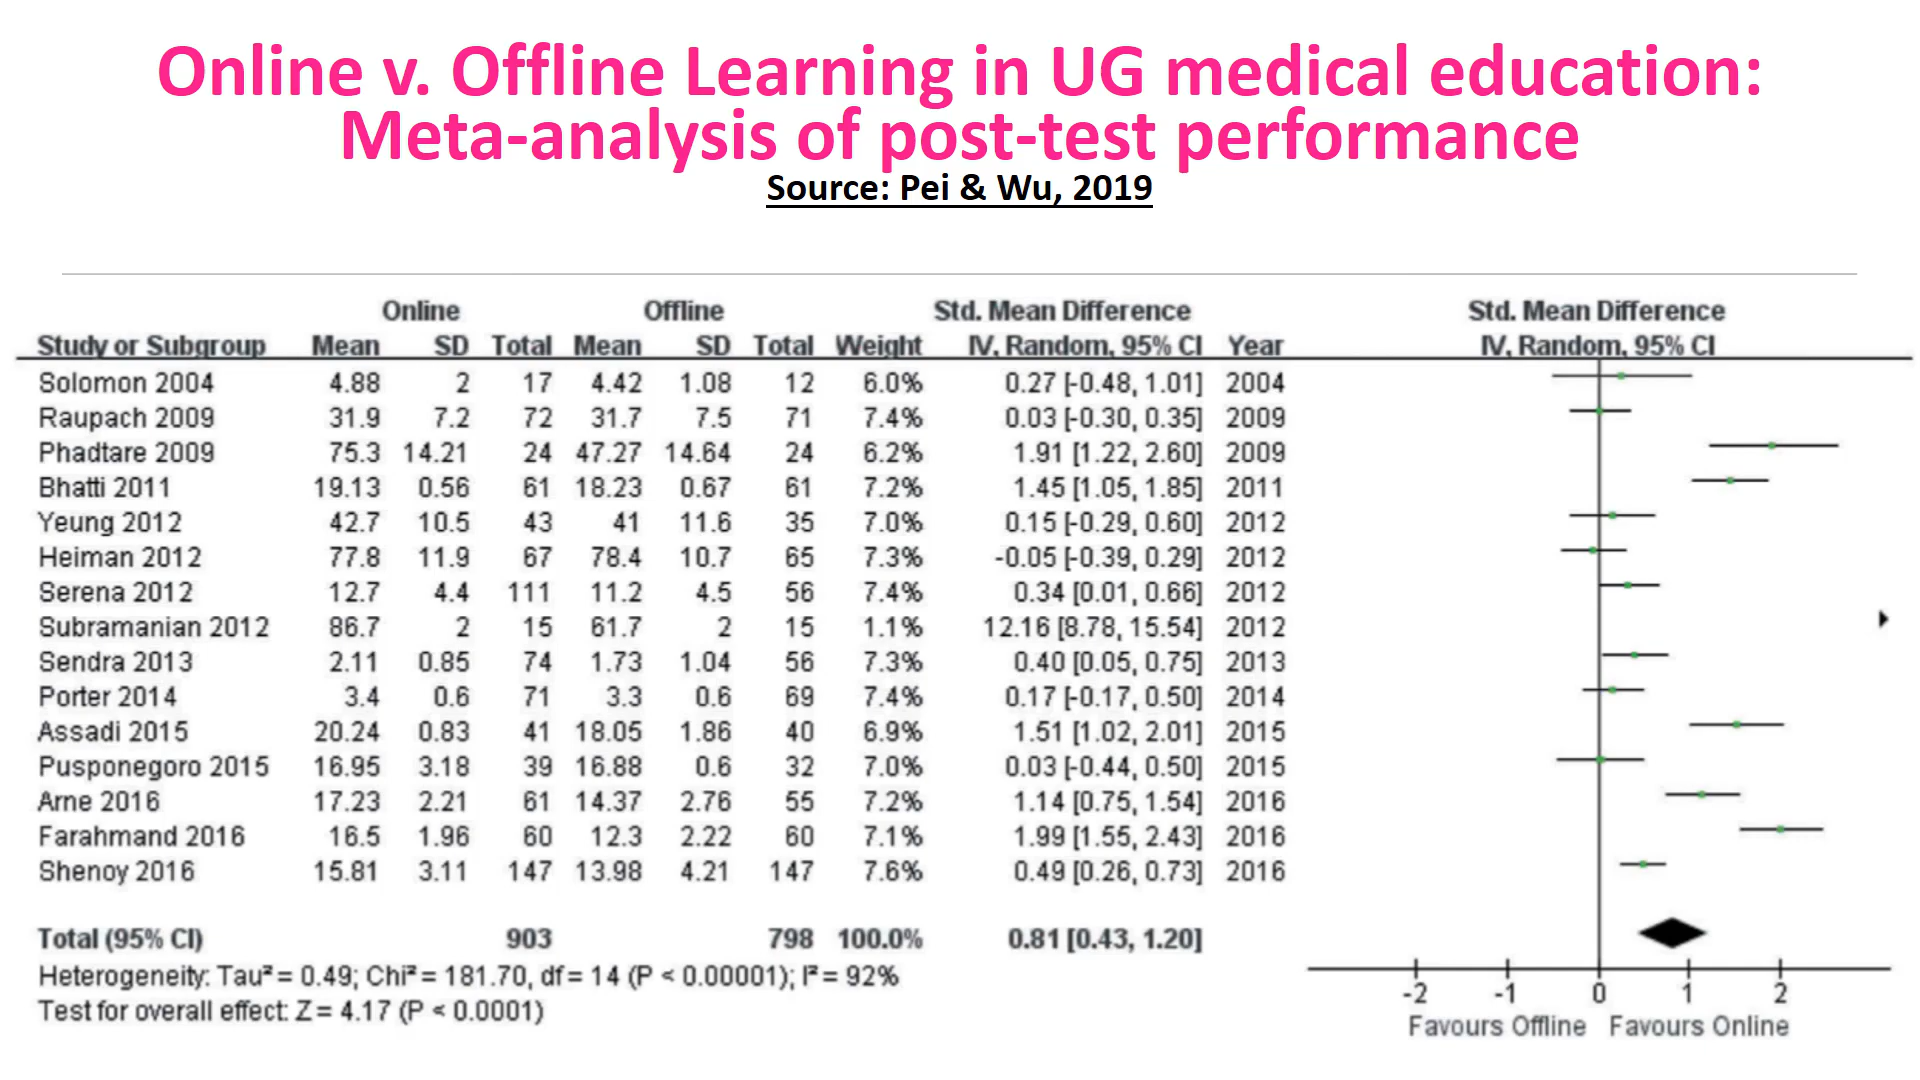 Online v. Offline Learning in UG medical education:
Meta-analysis of post-test performance
Source: Pei & Wu, 2019
Online Offline Std. Mean Difference Std. Mean Difference
Study or Subgroup Mean SD Total Mean SD Total Weight IV, Random, 95% CI Year IV, Random, 95% CI
Solomon 2004 4.88 2 17 4.42 1.08 12 6.0% 0.27 [-0.48, 1.01] 2004
Raupach 2009 31.9 7.2 72 31.7 7.5 71 7.4% 0.03 [-0.30, 0.35] 2009
Phadtare 2009 75.3 14.21 24 47.27 14.64 24 6.2% 1.91 [1.22, 2.60] 2009
Bhatti 2011 19.13 0.56 61 18.23 0.67 61 7.2% 1.45 [1.05, 1.85] 2011
Yeung 2012 42.7 10.5 43 41 11.6 35 7.0% 0.15 [-0.29, 0.60] 2012
Heiman 2012 77.8 11.9 67 78.4 10.7 65 7.3% -0.05 [-0.39, 0.29] 2012
Serena 2012 12.7 4.4 111 11.2 4.5 56 7.4% 0.34 [0.01, 0.66] 2012
Subramanian 2012 86.7 2 15 61.7 2 15 1.1% 12.16 [8.78, 15.54] 2012
Sendra 2013 2.11 0.85 74 1.73 1.04 56 7.3% 0.40 [0.05, 0.75] 2013
Porter 2014 3.4 0.6 71 3.3 0.6 69 7.4% 0.17 [-0.17, 0.50] 2014
Assadi 2015 20.24 0.83 41 18.05 1.86 40 6.9% 1.51 [1.02, 2.01] 2015
Pusponegoro 2015 16.95 3.18 39 16.88 0.6 32 7.0% 0.03 [-0.44, 0.50] 2015
Arne 2016 17.23 2.21 61 14.37 2.76 55 7.2% 1.14 [0.75, 1.54] 2016
Farahmand 2016 16.5 1.96 60 12.3 2.22 60 7.1% 1.99 [1.55, 2.43] 2016
Shenoy 2016 15.81 3.11 147 13.98 4.21 147 7.6% 0.49 [0.26, 0.73] 2016
Total (95% CI) 903 798 100.0% 0.81 [0.43, 1.20]
Heterogeneity: Tau² = 0.49; Chi² = 181.70, df = 14 (P < 0.00001); I² = 92%
Test for overall effect: Z = 4.17 (P < 0.0001)
-2 -1 0 1 2
Favours Offline Favours Online